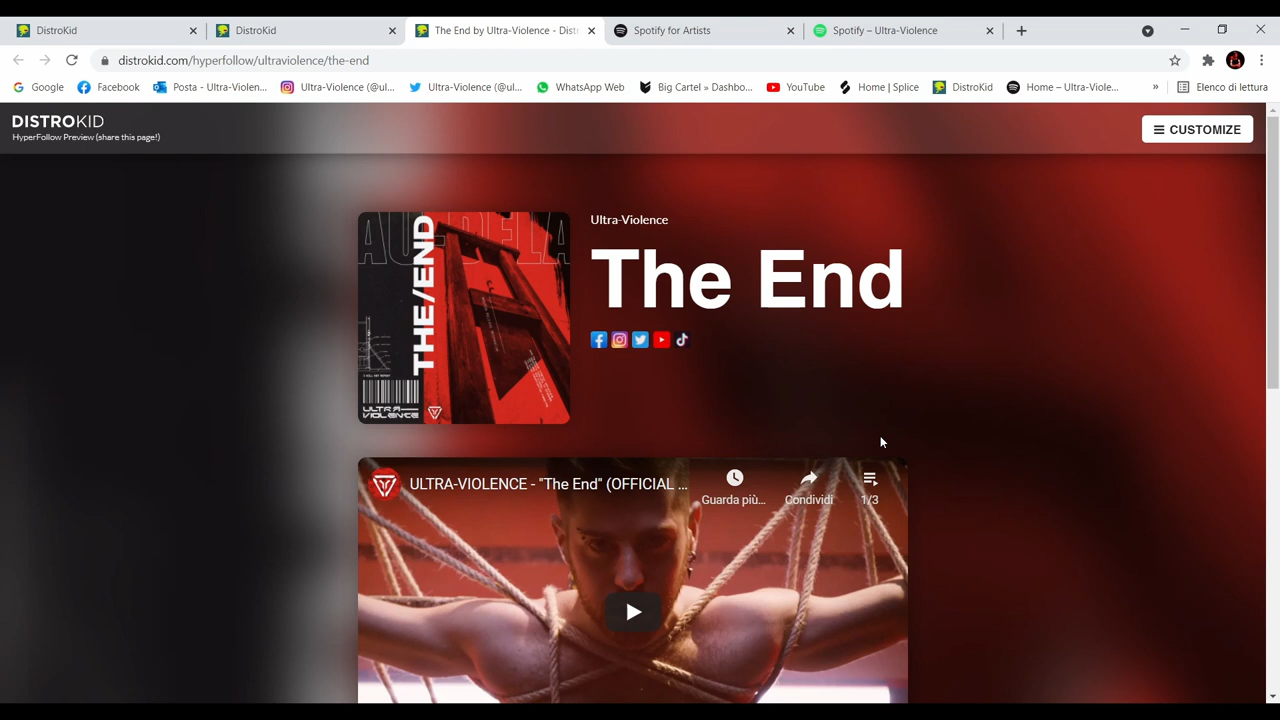 DistroKid
DistroKid
The End by Ultra-Violence - Distr
Spotify for Artists
Spotify – Ultra-Violence
distrokid.com/hyperfollow/ultraviolence/the-end
Google
Facebook
Posta - Ultra-Violen...
Ultra-Violence (@ul...
Ultra-Violence (@ul...
WhatsApp Web
Big Cartel » Dashbo...
YouTube
Home | Splice
DistroKid
Home – Ultra-Viole...
»
Elenco di lettura
DISTROKID
HyperFollow Preview (share this page!)
CUSTOMIZE
AU-DELA
THE/END
ULTRA
VIOLENCE
Ultra-Violence
The End
ULTRA-VIOLENCE - "The End" (OFFICIAL ...
Guarda più...
Condividi
1/3